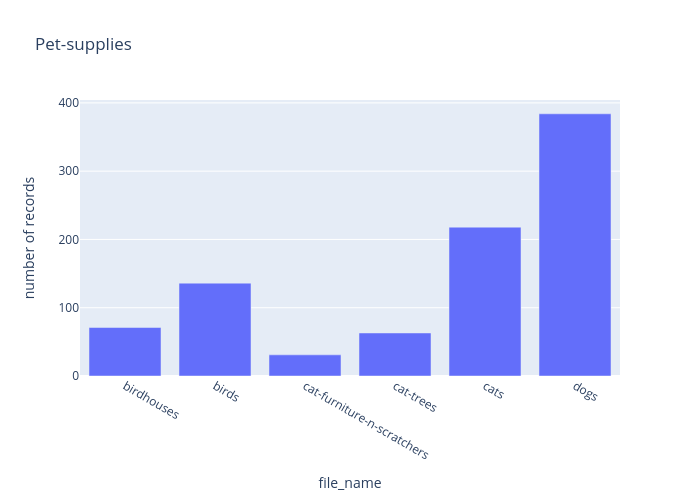 Pet-supplies
number of records
400
300
200
100
0
birdhouses
birds
cat-furniture-n-scratchers
cat-trees
cats
dogs
file_name